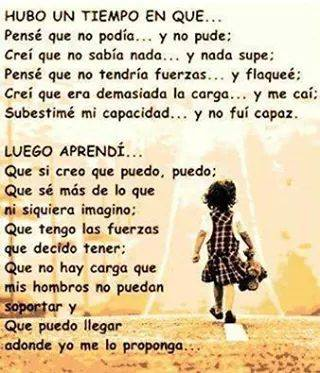 HUBO UN TIEMPO EN QUE...
Pensé que no podía... y no pude;
Creí que no sabía nada... y nada supe;
Pensé que no tendría fuerzas... y flaqueé;
Creí que era demasiada la carga... y me caí;
Subestimé mi capacidad... y no fuí capaz.
LUEGO APRENDÍ...
Que si creo que puedo, puedo;
Que sé más de lo que
ni siquiera imagino;
Que tengo las fuerzas
que decido tener;
Que no hay carga que
mis hombros no puedan
soportar y
Que puedo llegar
adonde yo me lo proponga...